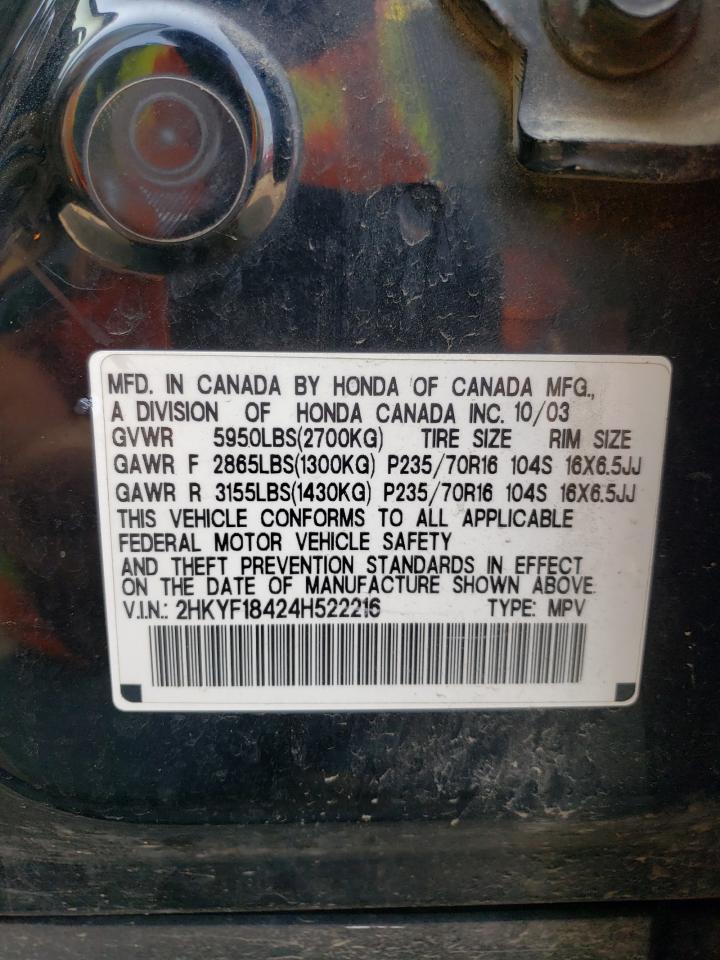 MFD. IN CANADA BY HONDA OF CANADA MFG.,
A DIVISION OF HONDA CANADA INC. 10/03
GVWR 5950LBS(2700KG) TIRE SIZE RIM SIZE
GAWR F 2865LBS(1300KG) P235/70R16 104S 16X6.5JJ
GAWR R 3155LBS(1430KG) P235/70R16 104S 16X6.5JJ
THIS VEHICLE CONFORMS TO ALL APPLICABLE
FEDERAL MOTOR VEHICLE SAFETY
AND THEFT PREVENTION STANDARDS IN EFFECT
ON THE DATE OF MANUFACTURE SHOWN ABOVE.
V.I.N.: 2HKYF18424H522216 TYPE: MPV